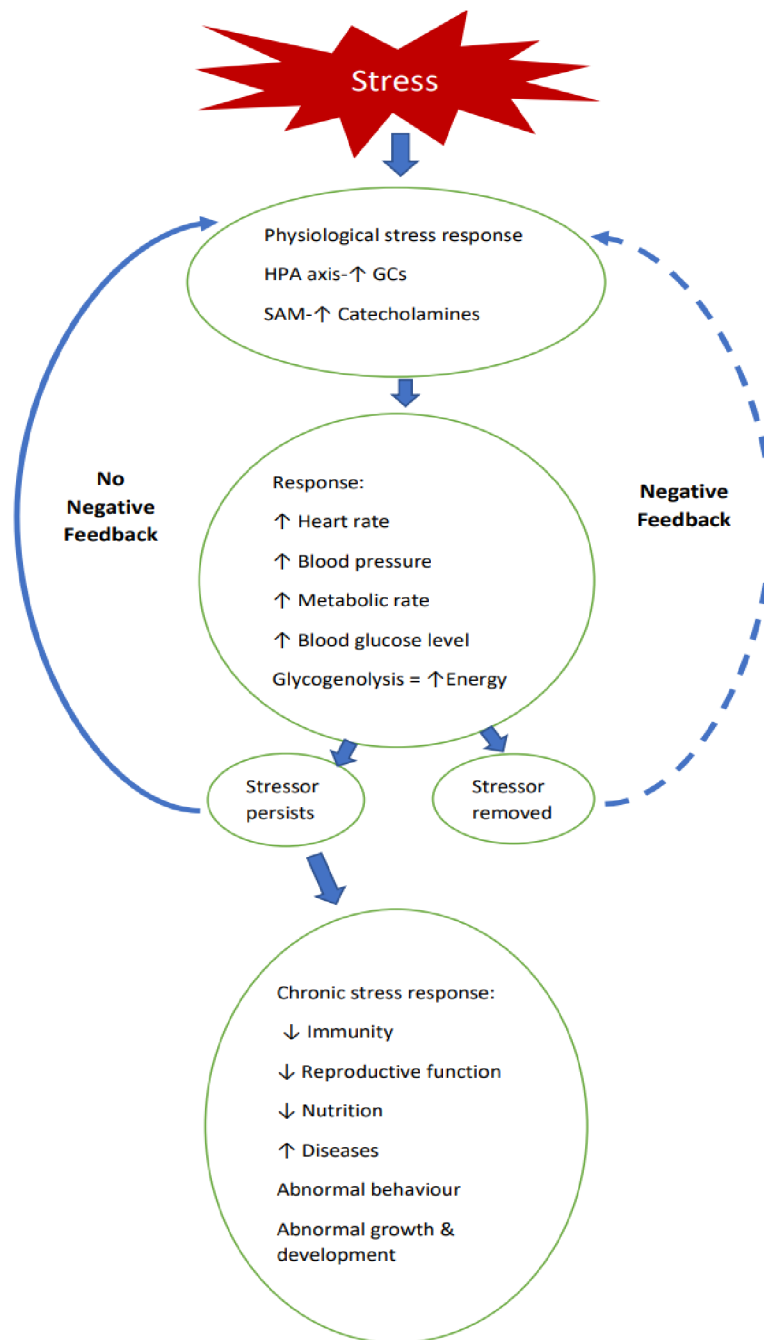 Stress
Physiological stress response
HPA axis-↑ GCs
SAM-↑ Catecholamines
No
Negative
Feedback
Negative
Feedback
Response:
↑ Heart rate
↑ Blood pressure
↑ Metabolic rate
↑ Blood glucose level
Glycogenolysis = ↑Energy
Stressor
persists
Stressor
removed
Chronic stress response:
↓ Immunity
↓ Reproductive function
↓ Nutrition
↑ Diseases
Abnormal behaviour
Abnormal growth &
development